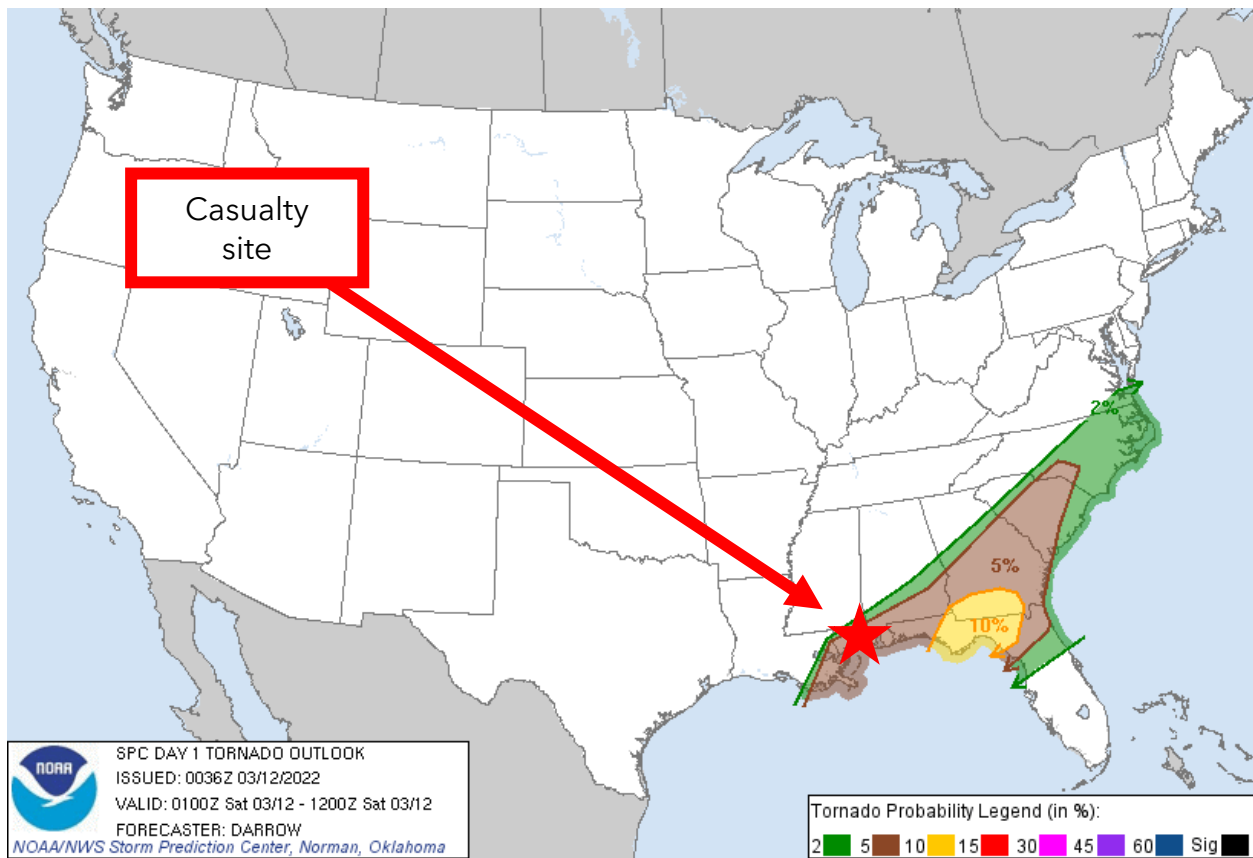 Casualty
site
2%
5%
10%
NOAA
SPC DAY 1 TORNADO OUTLOOK
ISSUED: 0036Z 03/12/2022
VALID: 0100Z Sat 03/12 - 1200Z Sat 03/12
FORECASTER: DARROW
NOAA/NWS Storm Prediction Center, Norman, Oklahoma
Tornado Probability Legend (in %):
2 5 10 15 30 45 60 Sig